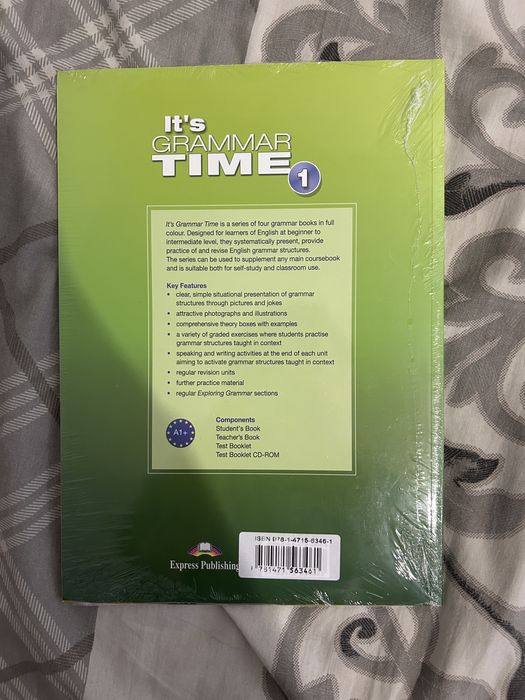 It's
GRAMMAR
TIME 1
It's Grammar Time is a series of four grammar books in full
colour. Designed for learners of English at beginner to
intermediate level, they systematically present, provide
practice of and revise English grammar structures.
The series can be used to supplement any main coursebook
and is suitable both for self-study and classroom use.
Key Features
• clear, simple situational presentation of grammar
structures through pictures and jokes
• attractive photographs and illustrations
• comprehensive theory boxes with examples
• a variety of graded exercises where students practise
grammar structures taught in context
• speaking and writing activities at the end of each unit
aiming to activate grammar structures taught in context
• regular revision units
• further practice material
• regular Exploring Grammar sections
A1+
Components
Student's Book
Teacher's Book
Test Booklet
Test Booklet CD-ROM
Express Publishing
ISBN 978-1-4715-6346-1
9 781471 563461